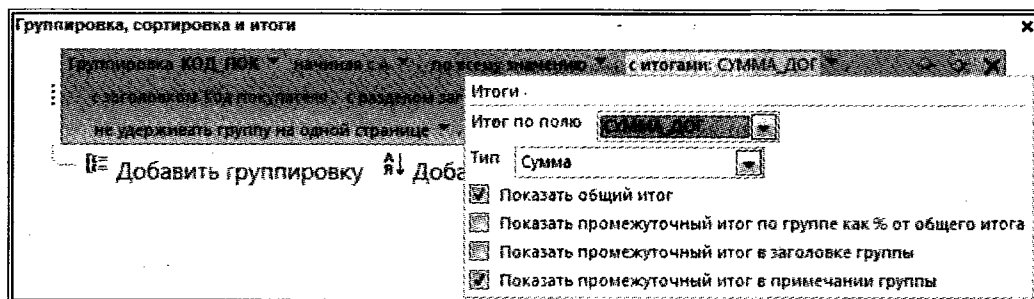 Группировка, сортировка и итоги
Группировка КОД_ПОК начиная с А, по всему значению, с итогами: СУММА_ДОГ,
с заголовком Код покупателя, с разделом заг
не удерживать группу на одной странице,
Добавить группировку Доба
Итоги
Итог по полю СУММА_ДОГ
Тип Сумма
Показать общий итог
Показать промежуточный итог по группе как % от общего итога
Показать промежуточный итог в заголовке группы
Показать промежуточный итог в примечании группы